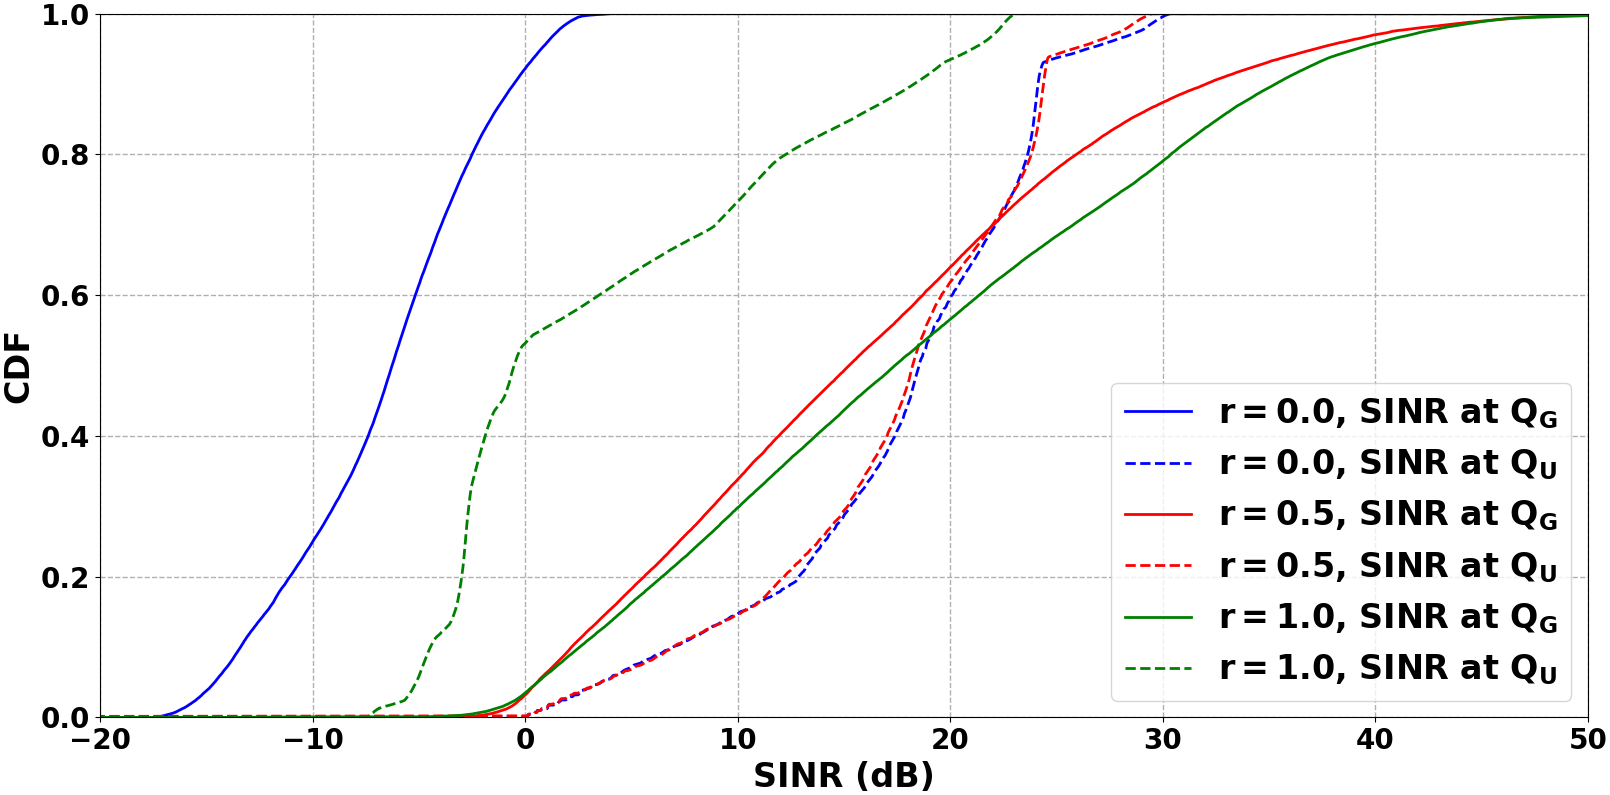 1.0
0.8
0.6
0.4
0.2
0.0
CDF
−20
−10
0
10
20
30
40
50
SINR (dB)
r = 0.0, SINR at Q_G
r = 0.0, SINR at Q_U
r = 0.5, SINR at Q_G
r = 0.5, SINR at Q_U
r = 1.0, SINR at Q_G
r = 1.0, SINR at Q_U